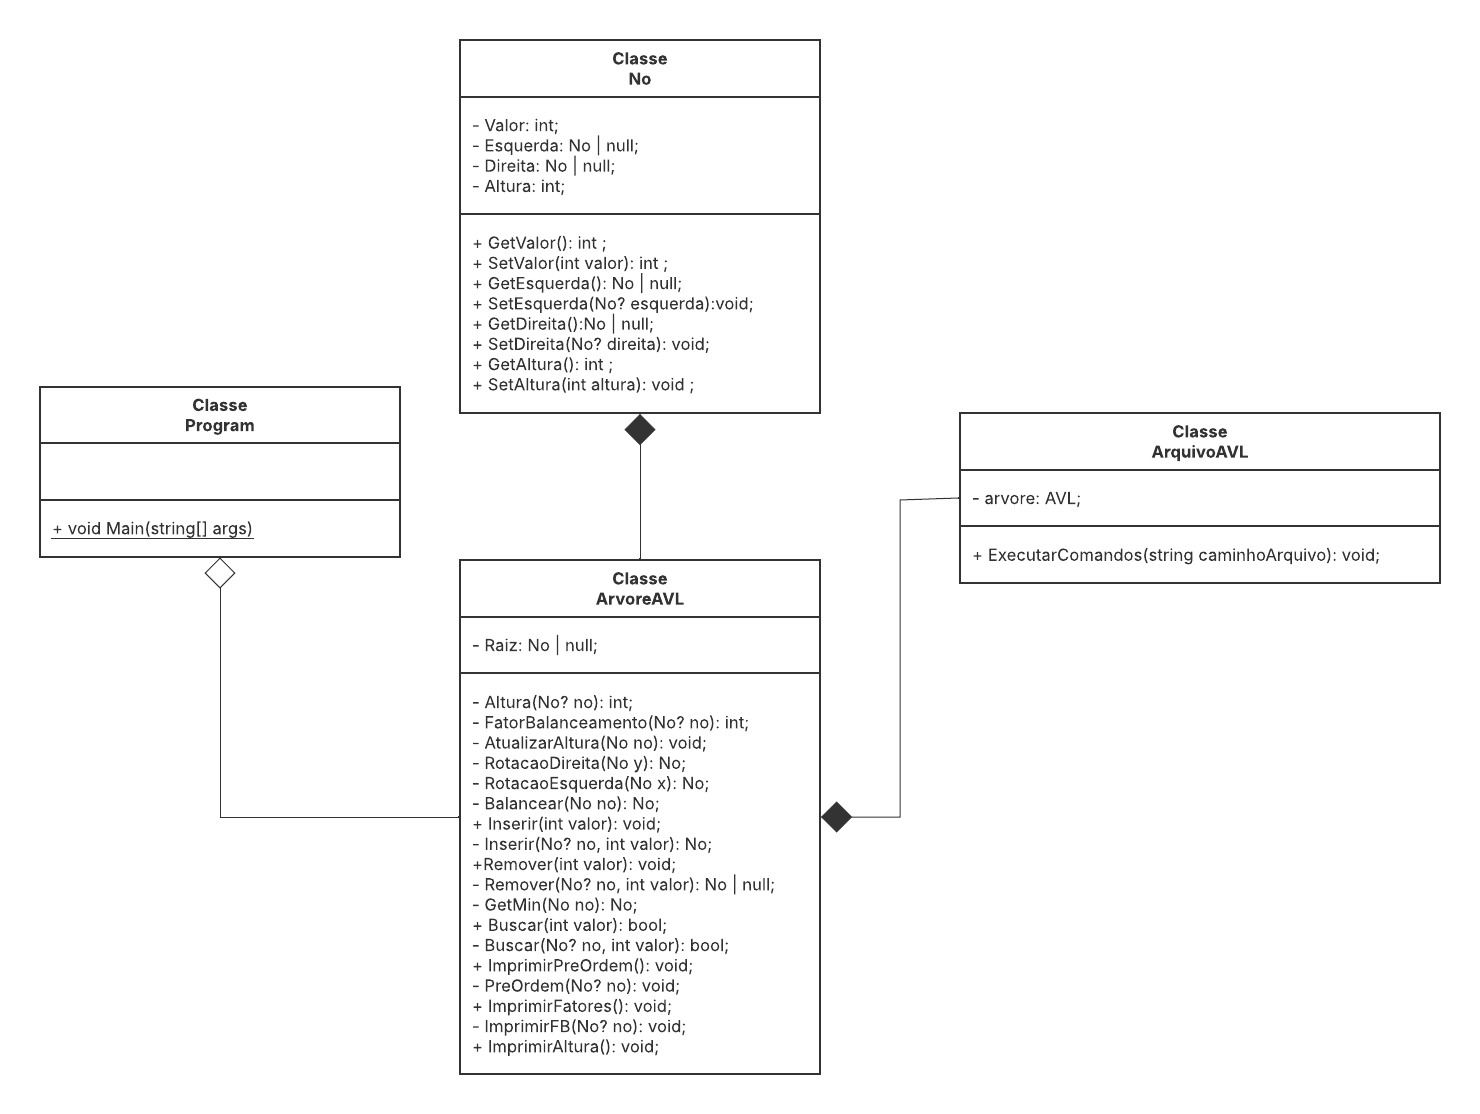 Classe
No
- Valor: int;
- Esquerda: No | null;
- Direita: No | null;
- Altura: int;
+ GetValor(): int ;
+ SetValor(int valor): int ;
+ GetEsquerda(): No | null;
+ SetEsquerda(No? esquerda):void;
+ GetDireita():No | null;
+ SetDireita(No? direita): void;
+ GetAltura(): int ;
+ SetAltura(int altura): void ;
Classe
Program
+ void Main(string[] args)
Classe
ArquivoAVL
- arvore: AVL;
+ ExecutarComandos(string caminhoArquivo): void;
Classe
ArvoreAVL
- Raiz: No | null;
- Altura(No? no): int;
- FatorBalanceamento(No? no): int;
- AtualizarAltura(No no): void;
- RotacaoDireita(No y): No;
- RotacaoEsquerda(No x): No;
- Balancear(No no): No;
+ Inserir(int valor): void;
- Inserir(No? no, int valor): No;
+Remover(int valor): void;
- Remover(No? no, int valor): No | null;
- GetMin(No no): No;
+ Buscar(int valor): bool;
- Buscar(No? no, int valor): bool;
+ ImprimirPreOrdem(): void;
- PreOrdem(No? no): void;
+ ImprimirFatores(): void;
- ImprimirFB(No? no): void;
+ ImprimirAltura(): void;